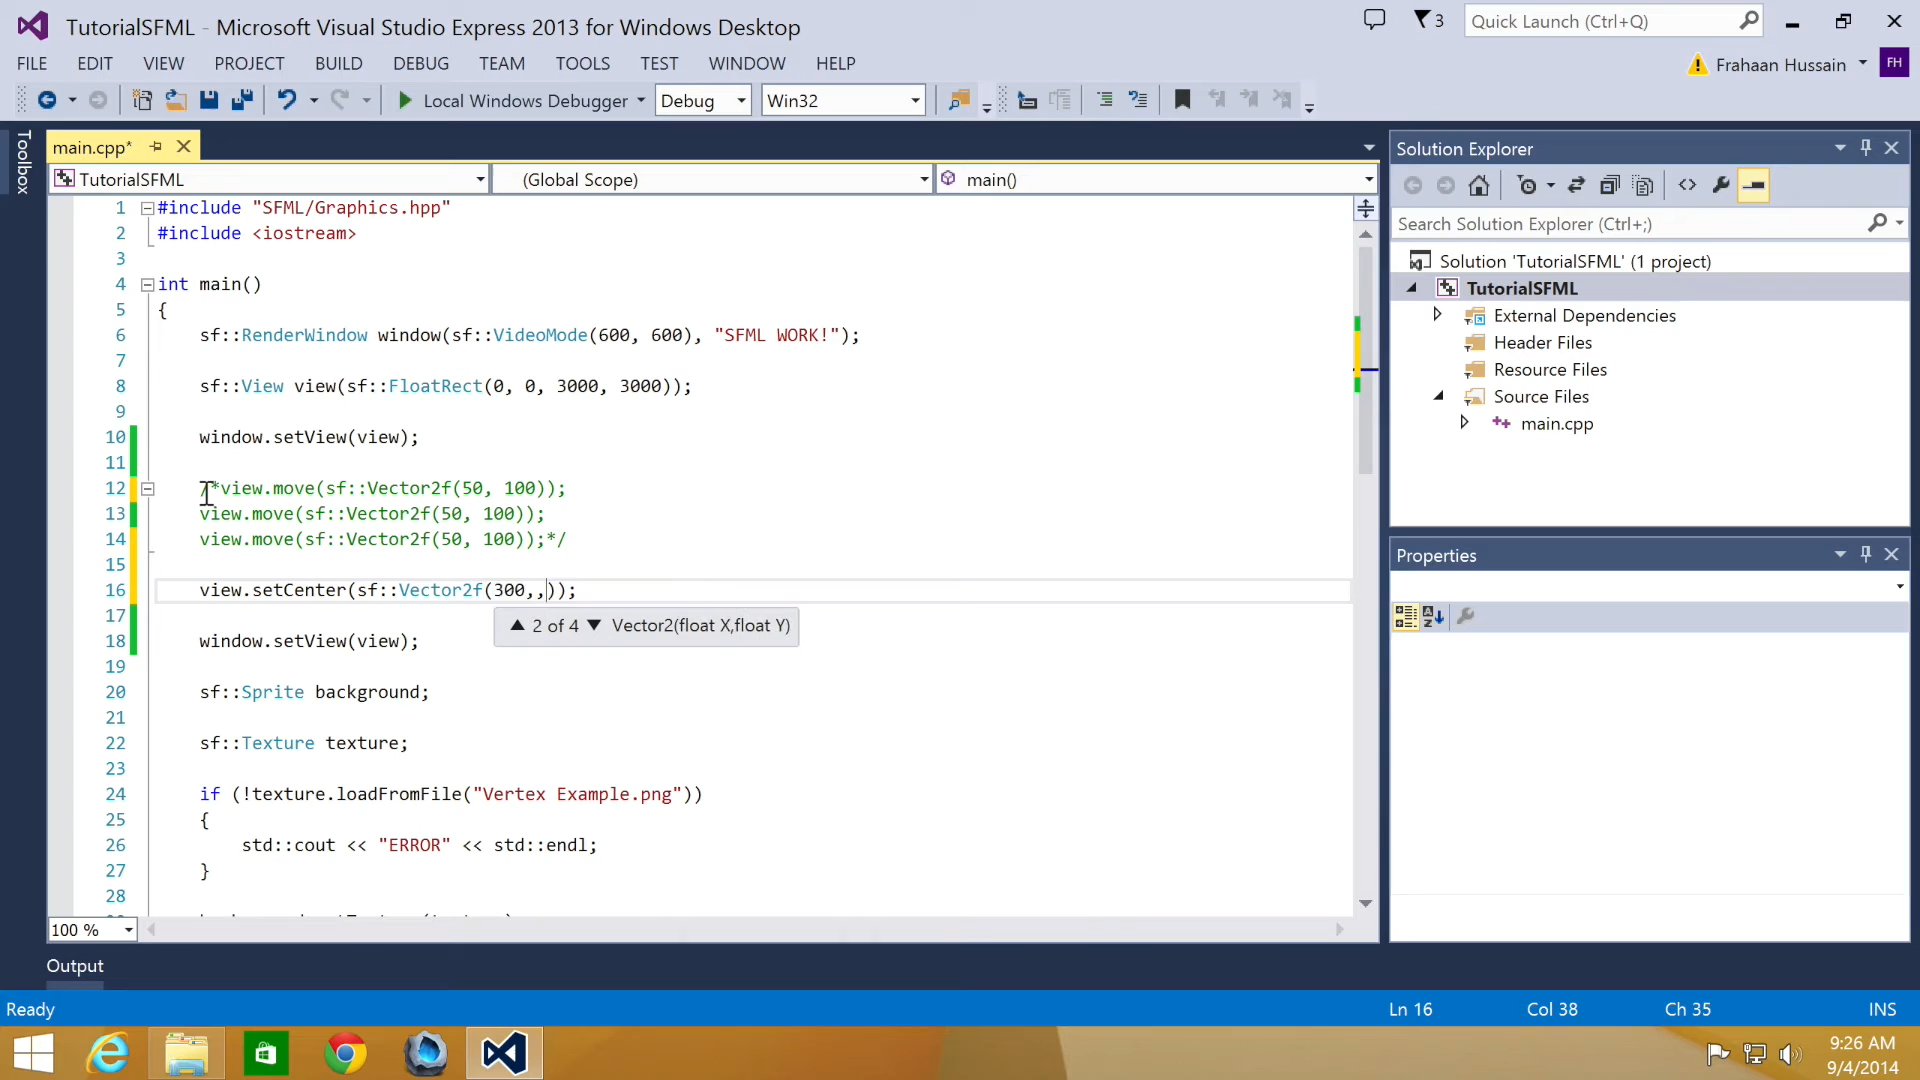 TutorialSFML - Microsoft Visual Studio Express 2013 for Windows Desktop
3
Quick Launch (Ctrl+Q)
FILE EDIT VIEW PROJECT BUILD DEBUG TEAM TOOLS TEST WINDOW HELP
Frahaan Hussain
FH
Local Windows Debugger
Debug
Win32
Toolbox
main.cpp*
TutorialSFML
(Global Scope)
main()
1 #include "SFML/Graphics.hpp"
2 #include <iostream>
3
4 int main()
5 {
6 sf::RenderWindow window(sf::VideoMode(600, 600), "SFML WORK!");
7
8 sf::View view(sf::FloatRect(0, 0, 3000, 3000));
9
10 window.setView(view);
11
12 /*view.move(sf::Vector2f(50, 100));
13 view.move(sf::Vector2f(50, 100));
14 view.move(sf::Vector2f(50, 100));*/
15
16 view.setCenter(sf::Vector2f(300,,));
2 of 4 Vector2(float X,float Y)
17
18 window.setView(view);
19
20 sf::Sprite background;
21
22 sf::Texture texture;
23
24 if (!texture.loadFromFile("Vertex Example.png"))
25 {
26 std::cout << "ERROR" << std::endl;
27 }
28
100 %
Solution Explorer
Search Solution Explorer (Ctrl+;)
Solution 'TutorialSFML' (1 project)
TutorialSFML
External Dependencies
Header Files
Resource Files
Source Files
main.cpp
Properties
Output
Ready
Ln 16
Col 38
Ch 35
INS
9:26 AM
9/4/2014